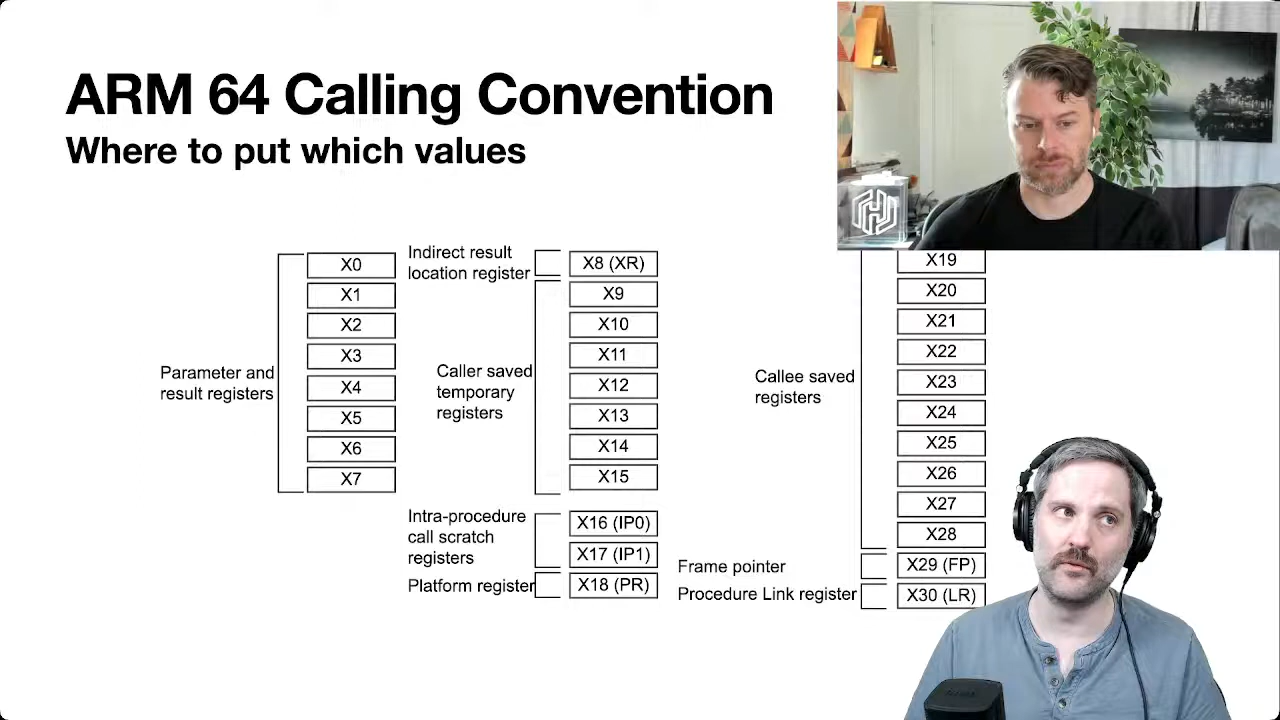 ARM 64 Calling Convention
Where to put which values
Parameter and
result registers
X0
X1
X2
X3
X4
X5
X6
X7
Indirect result
location register
X8 (XR)
Caller saved
temporary
registers
X9
X10
X11
X12
X13
X14
X15
Intra-procedure
call scratch
registers
X16 (IP0)
X17 (IP1)
Platform register
X18 (PR)
Callee saved
registers
X19
X20
X21
X22
X23
X24
X25
X26
X27
X28
Frame pointer
X29 (FP)
Procedure Link register
X30 (LR)